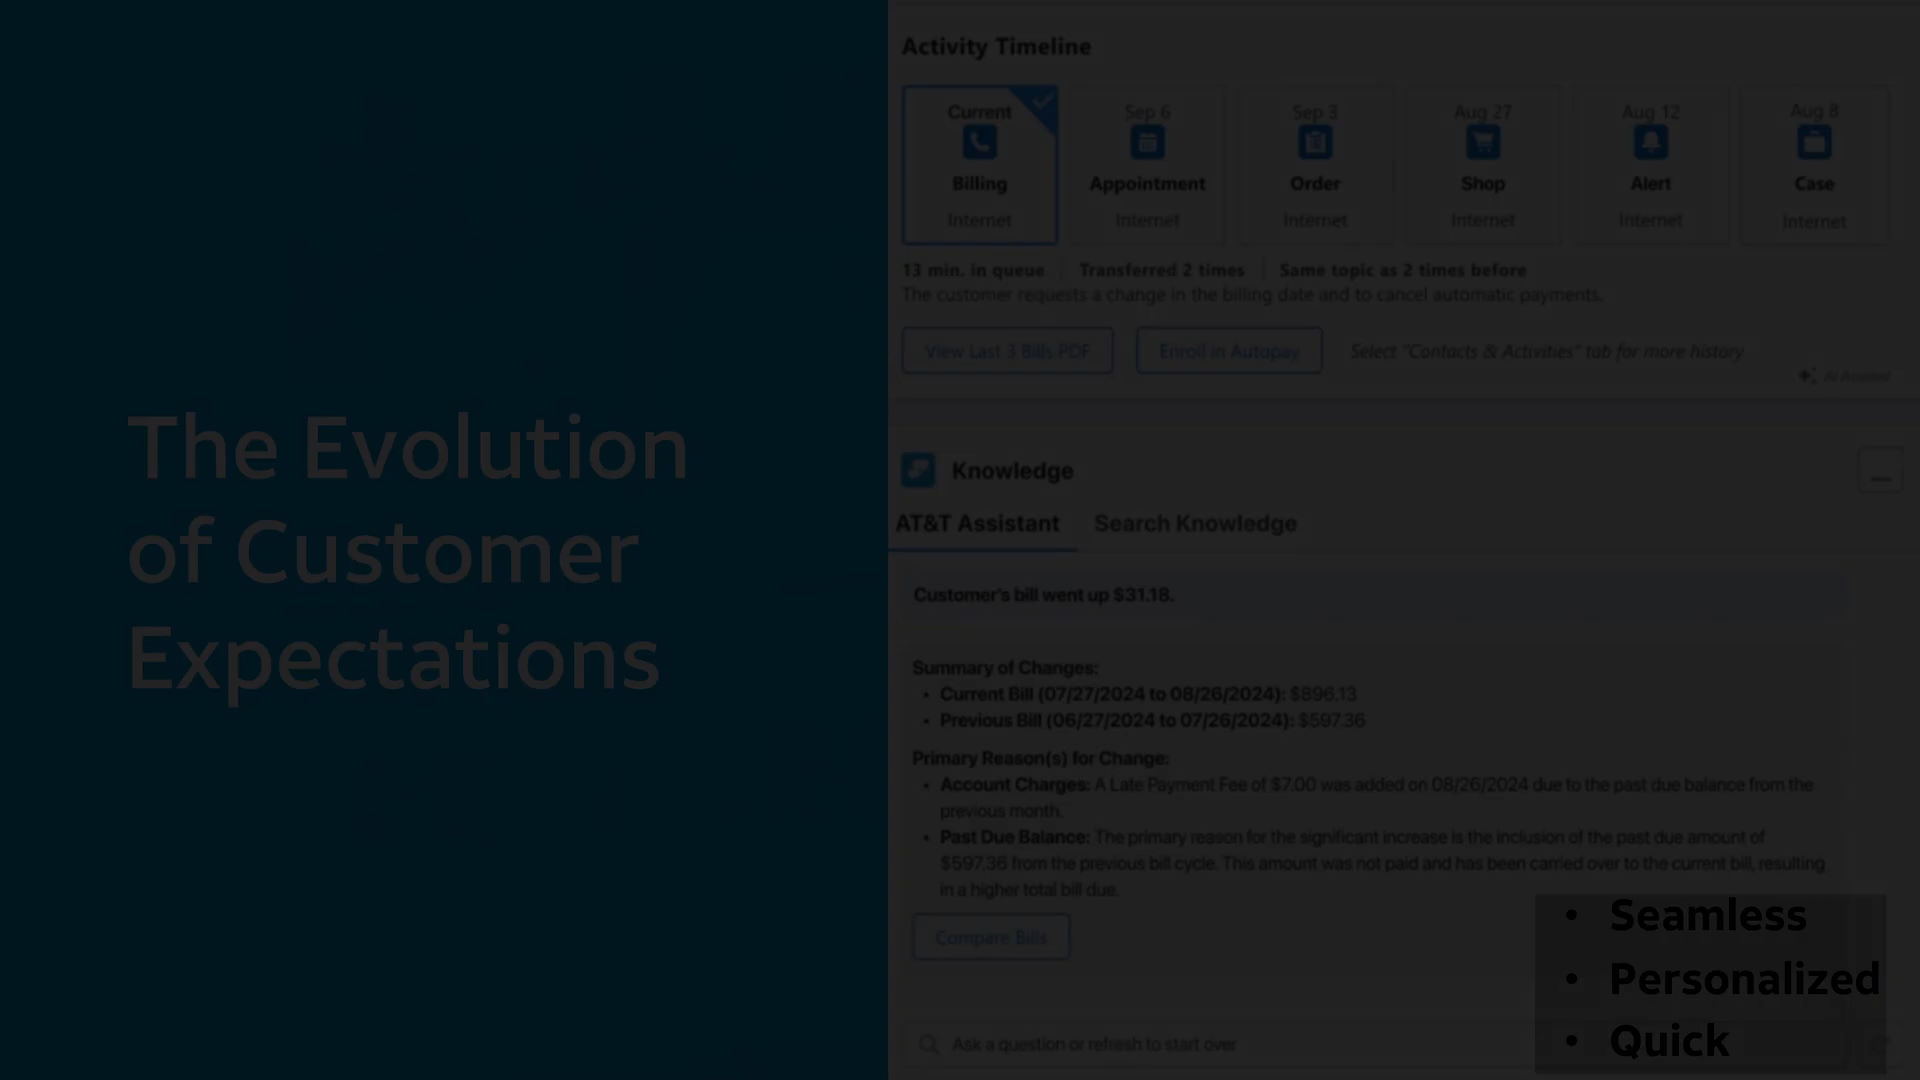 The Evolution
of Customer
Expectations
Activity Timeline
Current
Billing
Internet
Sep 6
Appointment
Internet
Sep 3
Order
Internet
Aug 27
Shop
Internet
Aug 12
Alert
Internet
Aug 8
Case
Internet
13 min. in queue
Transferred 2 times
Same topic as 2 times before
The customer requests a change in the billing date and to cancel automatic payments.
View Last 3 Bills PDF
Enroll in Autopay
Select "Contacts & Activities" tab for more history
Knowledge
AT&T Assistant
Search Knowledge
Customer's bill went up $31.18.
Summary of Changes:
• Current Bill (07/27/2024 to 08/26/2024): $896.13
• Previous Bill (06/27/2024 to 07/26/2024): $597.36
Primary Reason(s) for Change:
• Account Charges: A Late Payment Fee of $7.00 was added on 08/26/2024 due to the past due balance from the
previous month.
• Past Due Balance: The primary reason for the significant increase is the inclusion of the past due amount of
$597.36 from the previous bill cycle. This amount was not paid and has been carried over to the current bill, resulting
in a higher total bill due.
Compare Bills
Ask a question or refresh to start over
• Seamless
• Personalized
• Quick